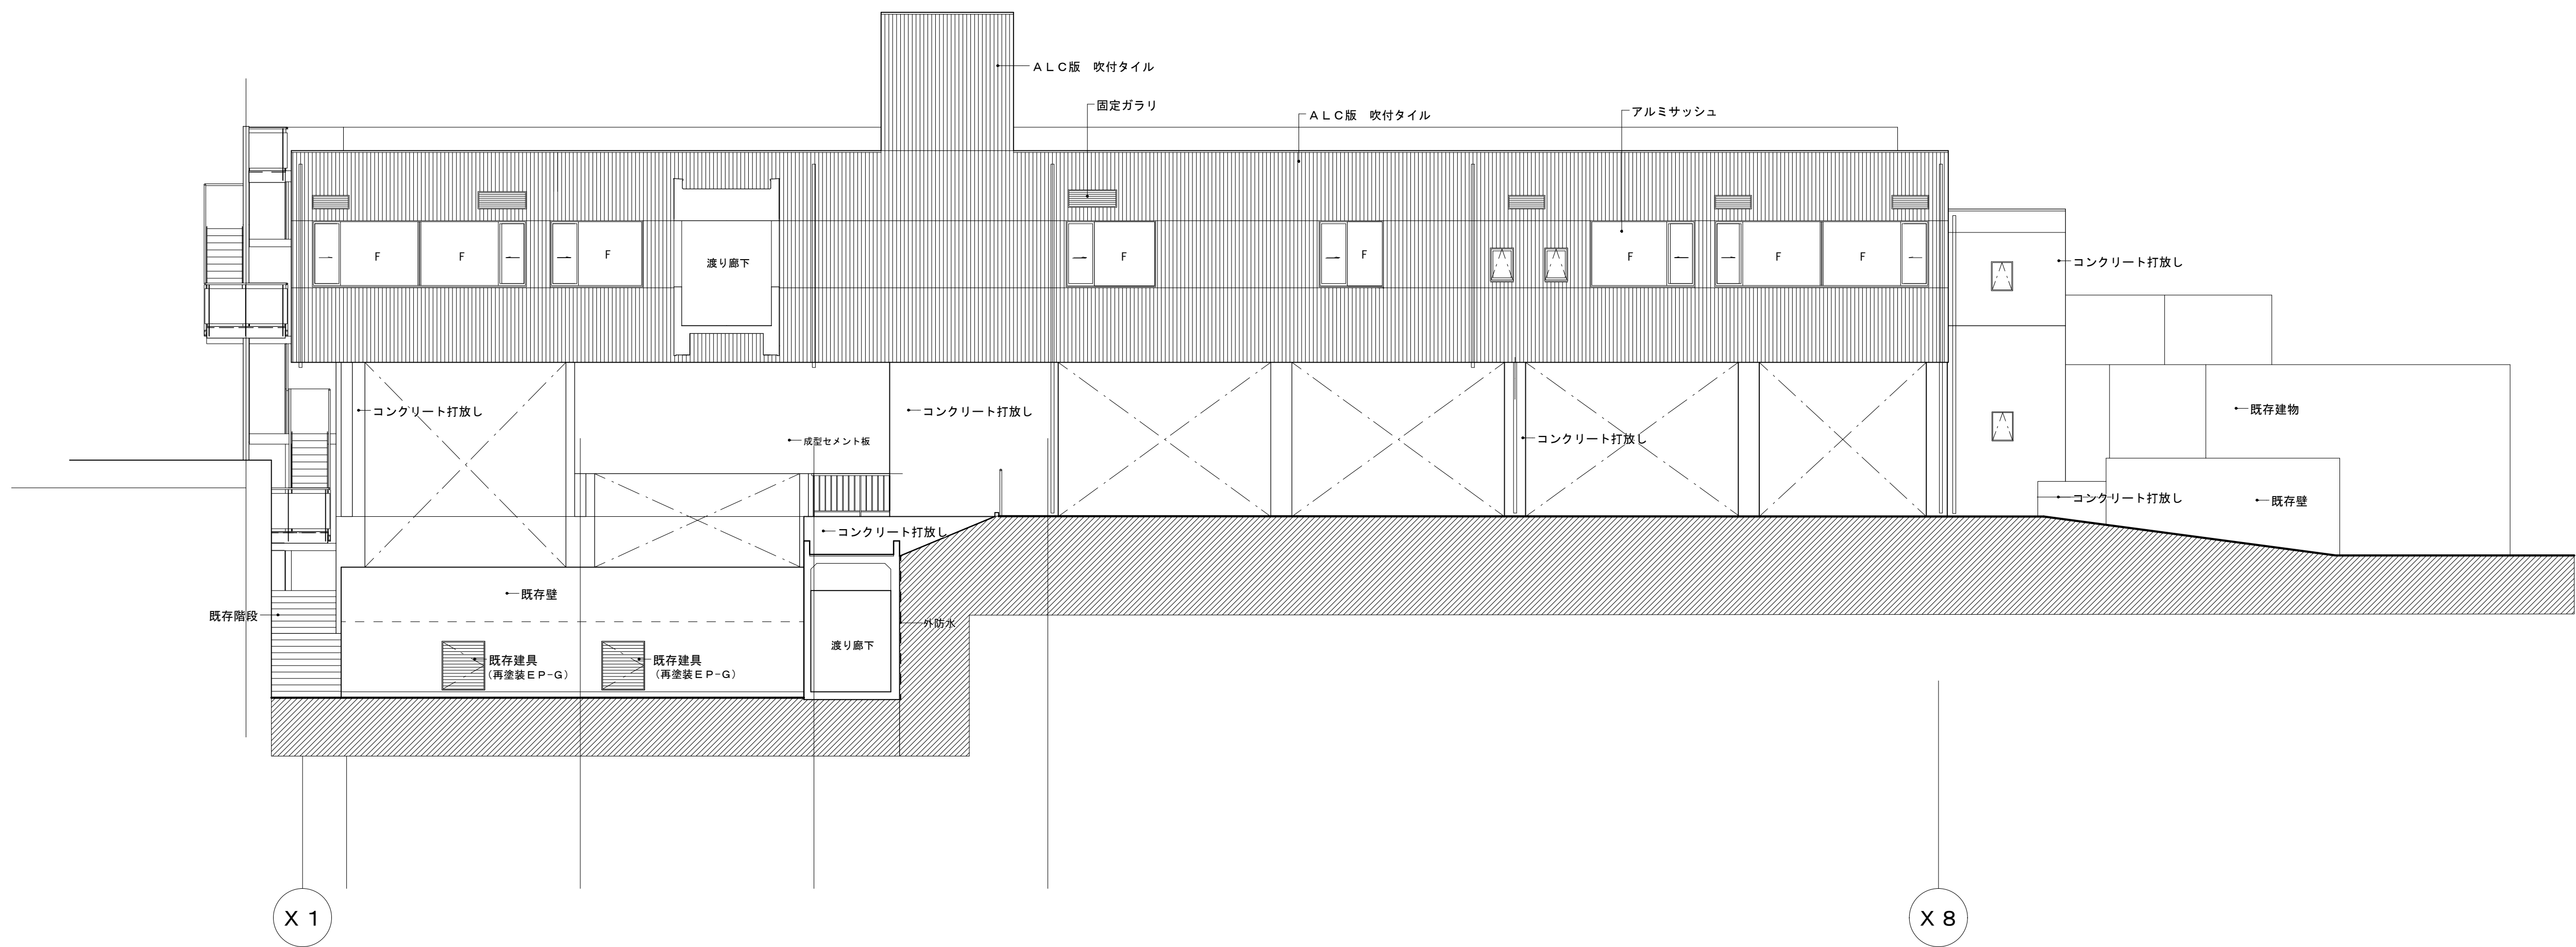 ＡＬＣ版　吹付タイル
固定ガラリ
ＡＬＣ版　吹付タイル
アルミサッシュ
F
F
F
渡り廊下
F
F
F
F
F
コンクリート打放し
コンクリート打放し
コンクリート打放し
成型セメント板
コンクリート打放し
既存建物
コンクリート打放し
既存壁
コンクリート打放し
既存壁
既存階段
外防水
渡り廊下
既存建具
（再塗装ＥＰ−Ｇ）
既存建具
（再塗装ＥＰ−Ｇ）
Ｘ１
Ｘ８